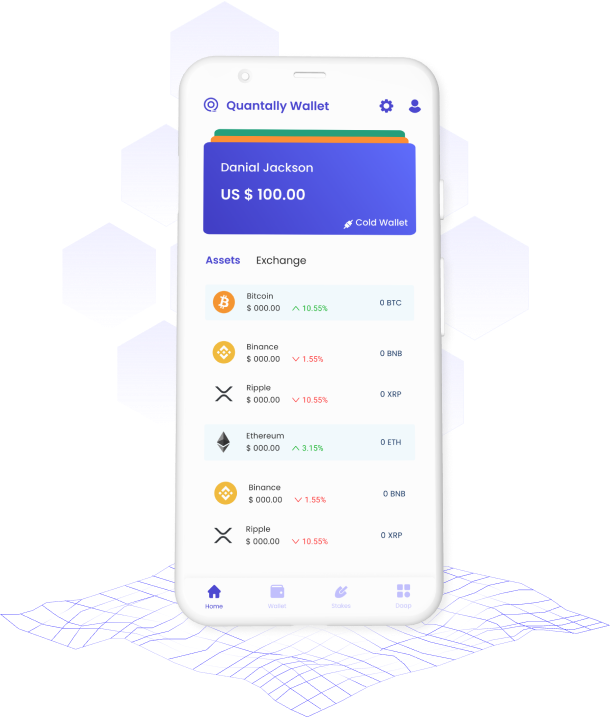 Quantally Wallet
Danial Jackson
US $ 100.00
Cold Wallet
Assets Exchange
Bitcoin
$ 000.00 10.55% 0 BTC
Binance
$ 000.00 1.55% 0 BNB
Ripple
$ 000.00 10.55% 0 XRP
Ethereum
$ 000.00 3.15% 0 ETH
Binance
$ 000.00 1.55% 0 BNB
Ripple
$ 000.00 10.55% 0 XRP
Home Wallet Stakes Daap